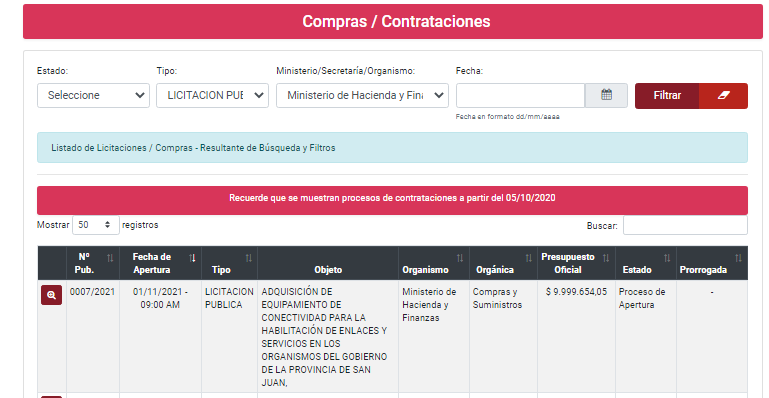 Compras / Contrataciones
Estado: Tipo: Ministerio/Secretaría/Organismo: Fecha:
Seleccione LICITACION PUE Ministerio de Hacienda y Fina Filtrar
Fecha en formato dd/mm/aaaa
Listado de Licitaciones / Compras - Resultante de Búsqueda y Filtros
Recuerde que se muestran procesos de contrataciones a partir del 05/10/2020
Mostrar 50 registros Buscar:
Nº Fecha de Presupuesto
Pub. Apertura Tipo Objeto Organismo Orgánica Oficial Estado Prorrogada
0007/2021 01/11/2021 - LICITACION ADQUISICIÓN DE Ministerio de Compras y $ 9.999.654,05 Proceso de -
09:00 AM PUBLICA EQUIPAMIENTO DE Hacienda y Suministros Apertura
CONECTIVIDAD PARA LA Finanzas
HABILITACIÓN DE ENLACES Y
SERVICIOS EN LOS
ORGANISMOS DEL GOBIERNO
DE LA PROVINCIA DE SAN
JUAN,